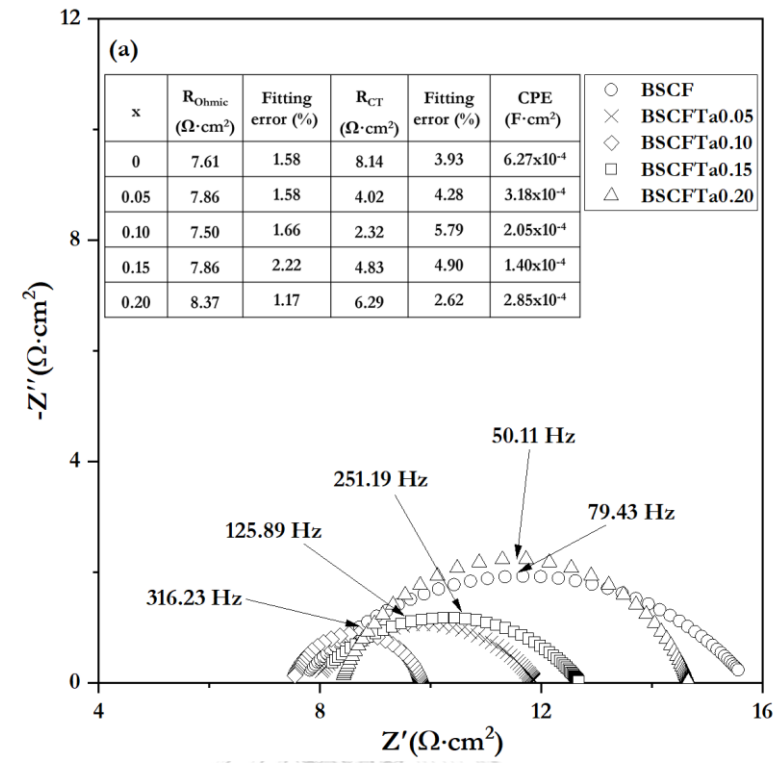 (a)
x R_Ohmic (Ω·cm²) Fitting error (%) R_CT (Ω·cm²) Fitting error (%) CPE (F·cm²)
0 7.61 1.58 8.14 3.93 6.27x10⁻⁴
0.05 7.86 1.58 4.02 4.28 3.18x10⁻⁴
0.10 7.50 1.66 2.32 5.79 2.05x10⁻⁴
0.15 7.86 2.22 4.83 4.90 1.40x10⁻⁴
0.20 8.37 1.17 6.29 2.62 2.85x10⁻⁴
BSCF
BSCFTa0.05
BSCFTa0.10
BSCFTa0.15
BSCFTa0.20
12
8
4
0
-Z''(Ω·cm²)
50.11 Hz
251.19 Hz
79.43 Hz
125.89 Hz
316.23 Hz
4 8 12 16
Z'(Ω·cm²)